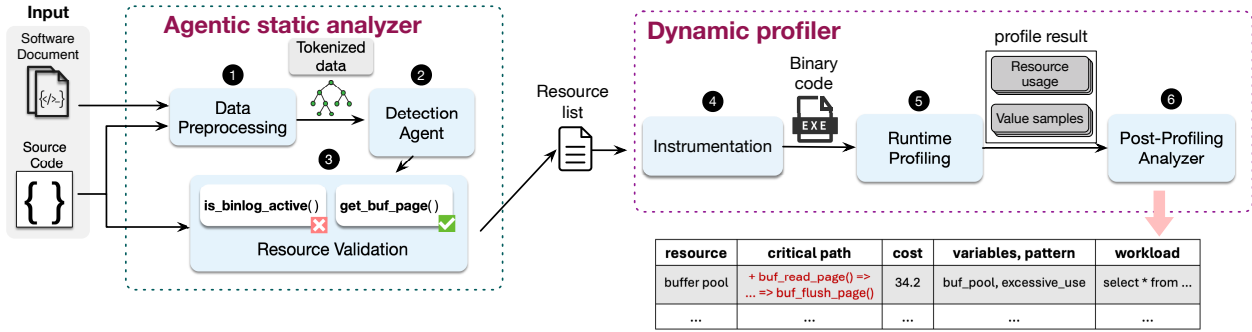 Input
Software
Document
{</>_}
Source
Code
{ }
Agentic static analyzer
1
Data
Preprocessing
Tokenized
data
2
Detection
Agent
3
is_binlog_active()
get_buf_page()
Resource Validation
Resource
list
Dynamic profiler
4
Instrumentation
Binary
code
EXE
5
Runtime
Profiling
profile result
Resource
usage
Value samples
6
Post-Profiling
Analyzer
resource critical path cost variables, pattern workload
buffer pool + buf_read_page() => 34.2 buf_pool, excessive_use select * from ...
... => buf_flush_page()
... ... ... ... ...